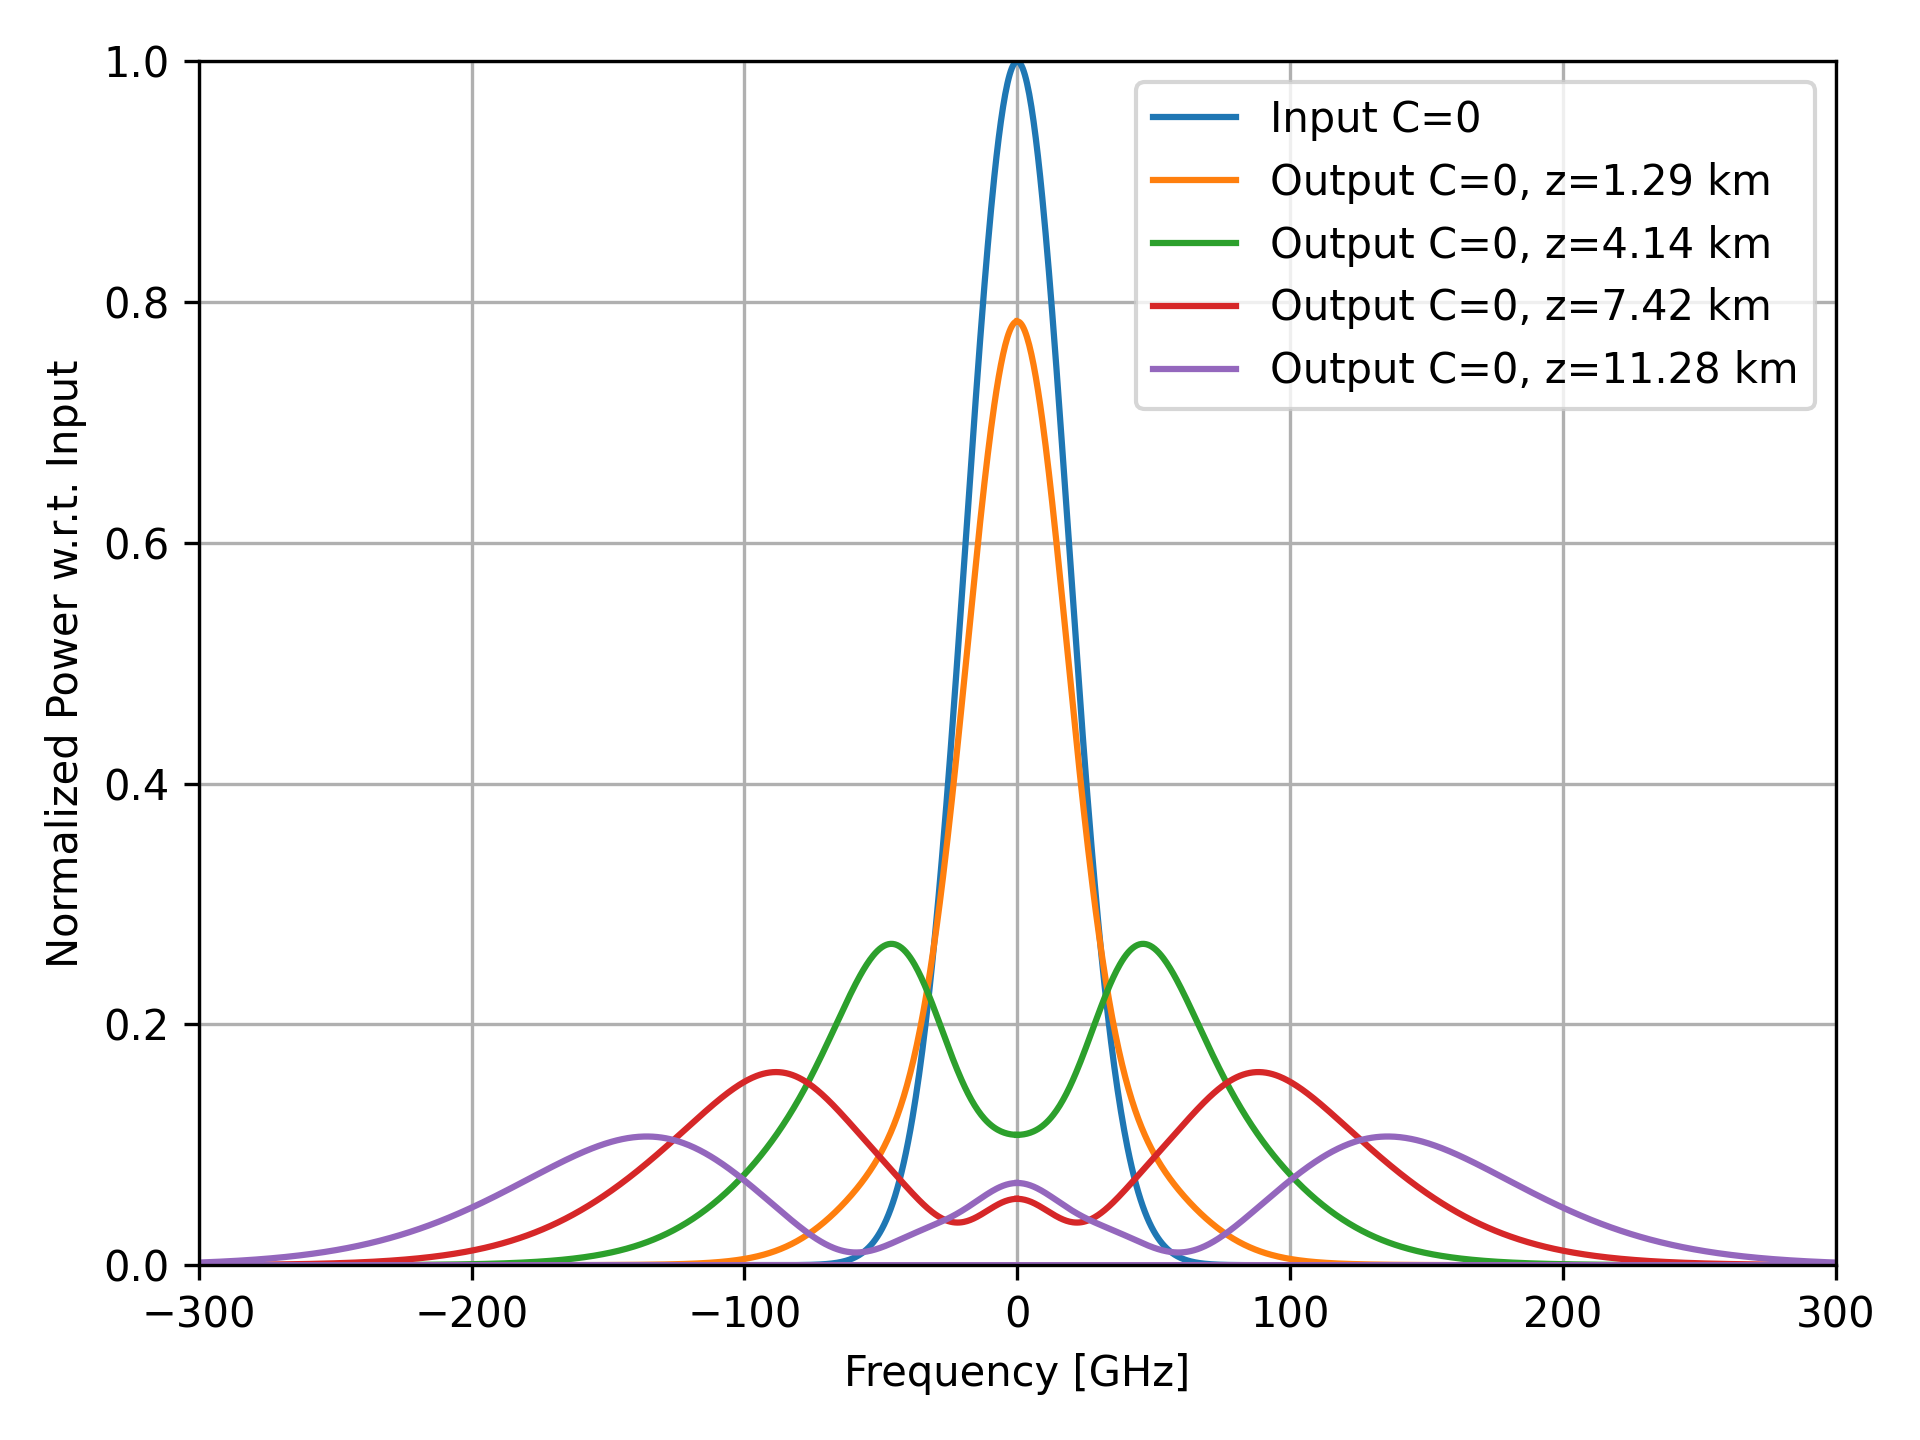 1.0
0.8
0.6
0.4
0.2
0.0
−300
−200
−100
0
100
200
300
Frequency [GHz]
Normalized Power w.r.t. Input
Input C=0
Output C=0, z=1.29 km
Output C=0, z=4.14 km
Output C=0, z=7.42 km
Output C=0, z=11.28 km